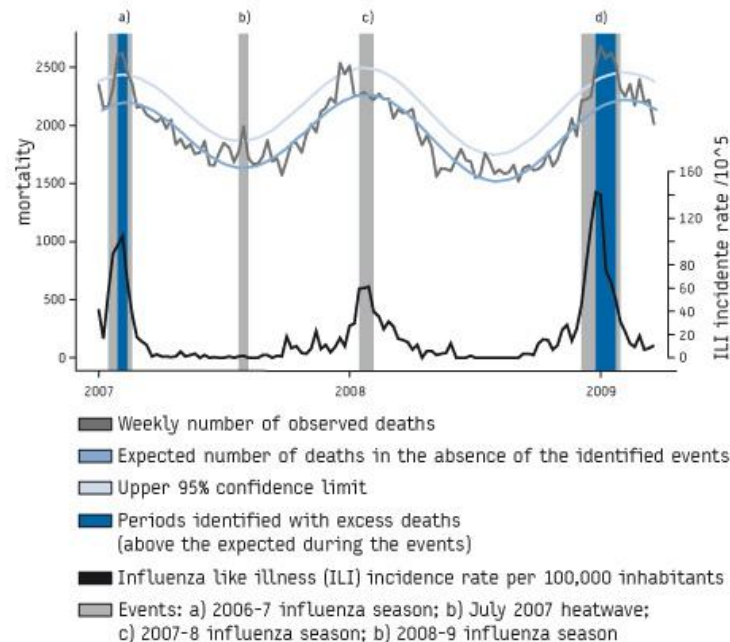 a)
b)
c)
d)
2500
2000
1500
1000
500
0
mortality
160
120
80
60
40
20
0
ILI incidente rate /10^5
2007
2008
2009
Weekly number of observed deaths
Expected number of deaths in the absence of the identified events
Upper 95% confidence limit
Periods identified with excess deaths
(above the expected during the events)
Influenza like illness (ILI) incidence rate per 100,000 inhabitants
Events: a) 2006-7 influenza season; b) July 2007 heatwave;
c) 2007-8 influenza season; b) 2008-9 influenza season